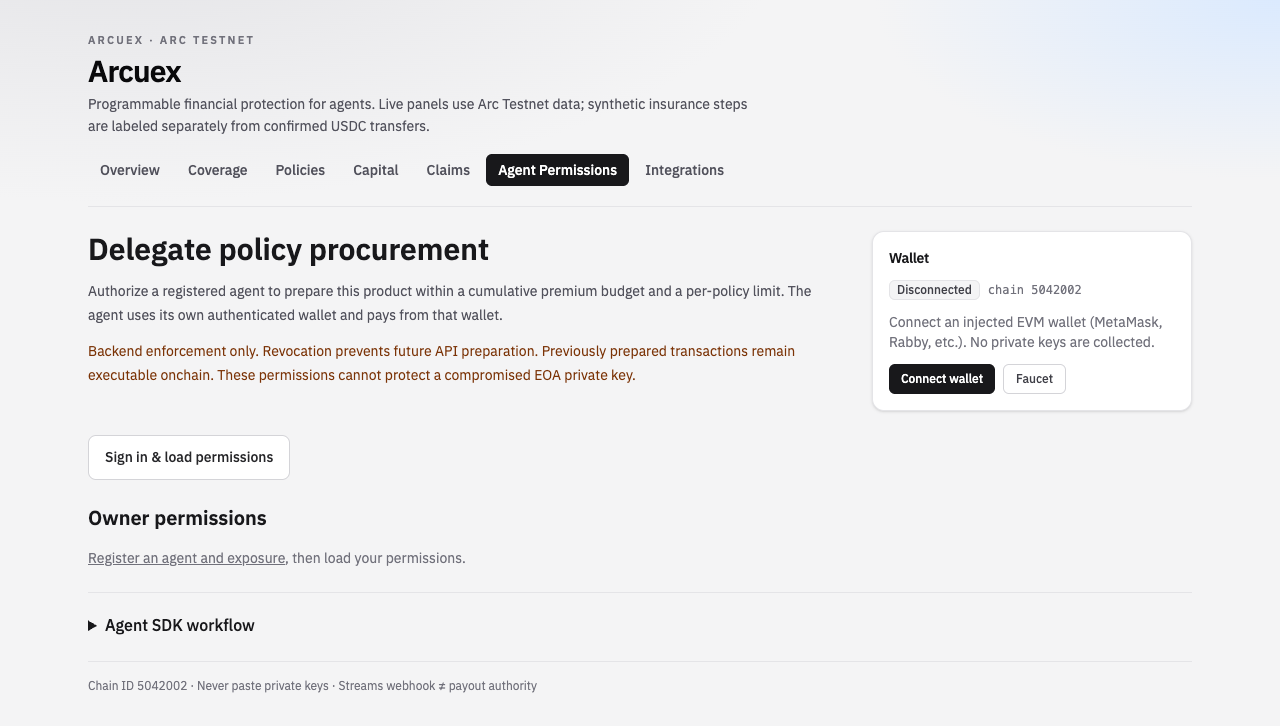 ARCUEX · ARC TESTNET
Arcuex
Programmable financial protection for agents. Live panels use Arc Testnet data; synthetic insurance steps
are labeled separately from confirmed USDC transfers.
Overview
Coverage
Policies
Capital
Claims
Agent Permissions
Integrations
Delegate policy procurement
Authorize a registered agent to prepare this product within a cumulative premium budget and a per-policy limit. The
agent uses its own authenticated wallet and pays from that wallet.
Backend enforcement only. Revocation prevents future API preparation. Previously prepared transactions remain
executable onchain. These permissions cannot protect a compromised EOA private key.
Wallet
Disconnected chain 5042002
Connect an injected EVM wallet (MetaMask,
Rabby, etc.). No private keys are collected.
Connect wallet
Faucet
Sign in & load permissions
Owner permissions
Register an agent and exposure, then load your permissions.
Agent SDK workflow
Chain ID 5042002 · Never paste private keys · Streams webhook ≠ payout authority